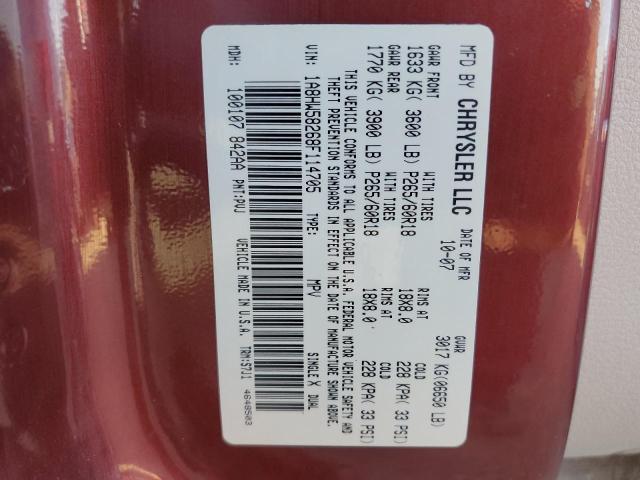 MFD BY CHRYSLER LLC DATE OF MFR 10-07 GVWR 3017 KG(06650 LB)
GAWR FRONT WITH TIRES RIMS AT COLD
1633 KG( 3600 LB) P265/60R18 18X8.0 228 KPA( 33 PSI)
GAWR REAR WITH TIRES RIMS AT COLD
1770 KG( 3900 LB) P265/60R18 18X8.0 228 KPA( 33 PSI)
THIS VEHICLE CONFORMS TO ALL APPLICABLE U.S.A. FEDERAL MOTOR VEHICLE SAFETY AND
THEFT PREVENTION STANDARDS IN EFFECT ON THE DATE OF MANUFACTURE SHOWN ABOVE.
VIN: 1A8HW58268F114705 TYPE: MPV SINGLE X DUAL
MDH: 100107 842AA PNT:PVJ VEHICLE MADE IN U.S.A. TRM:S7J1 4648503